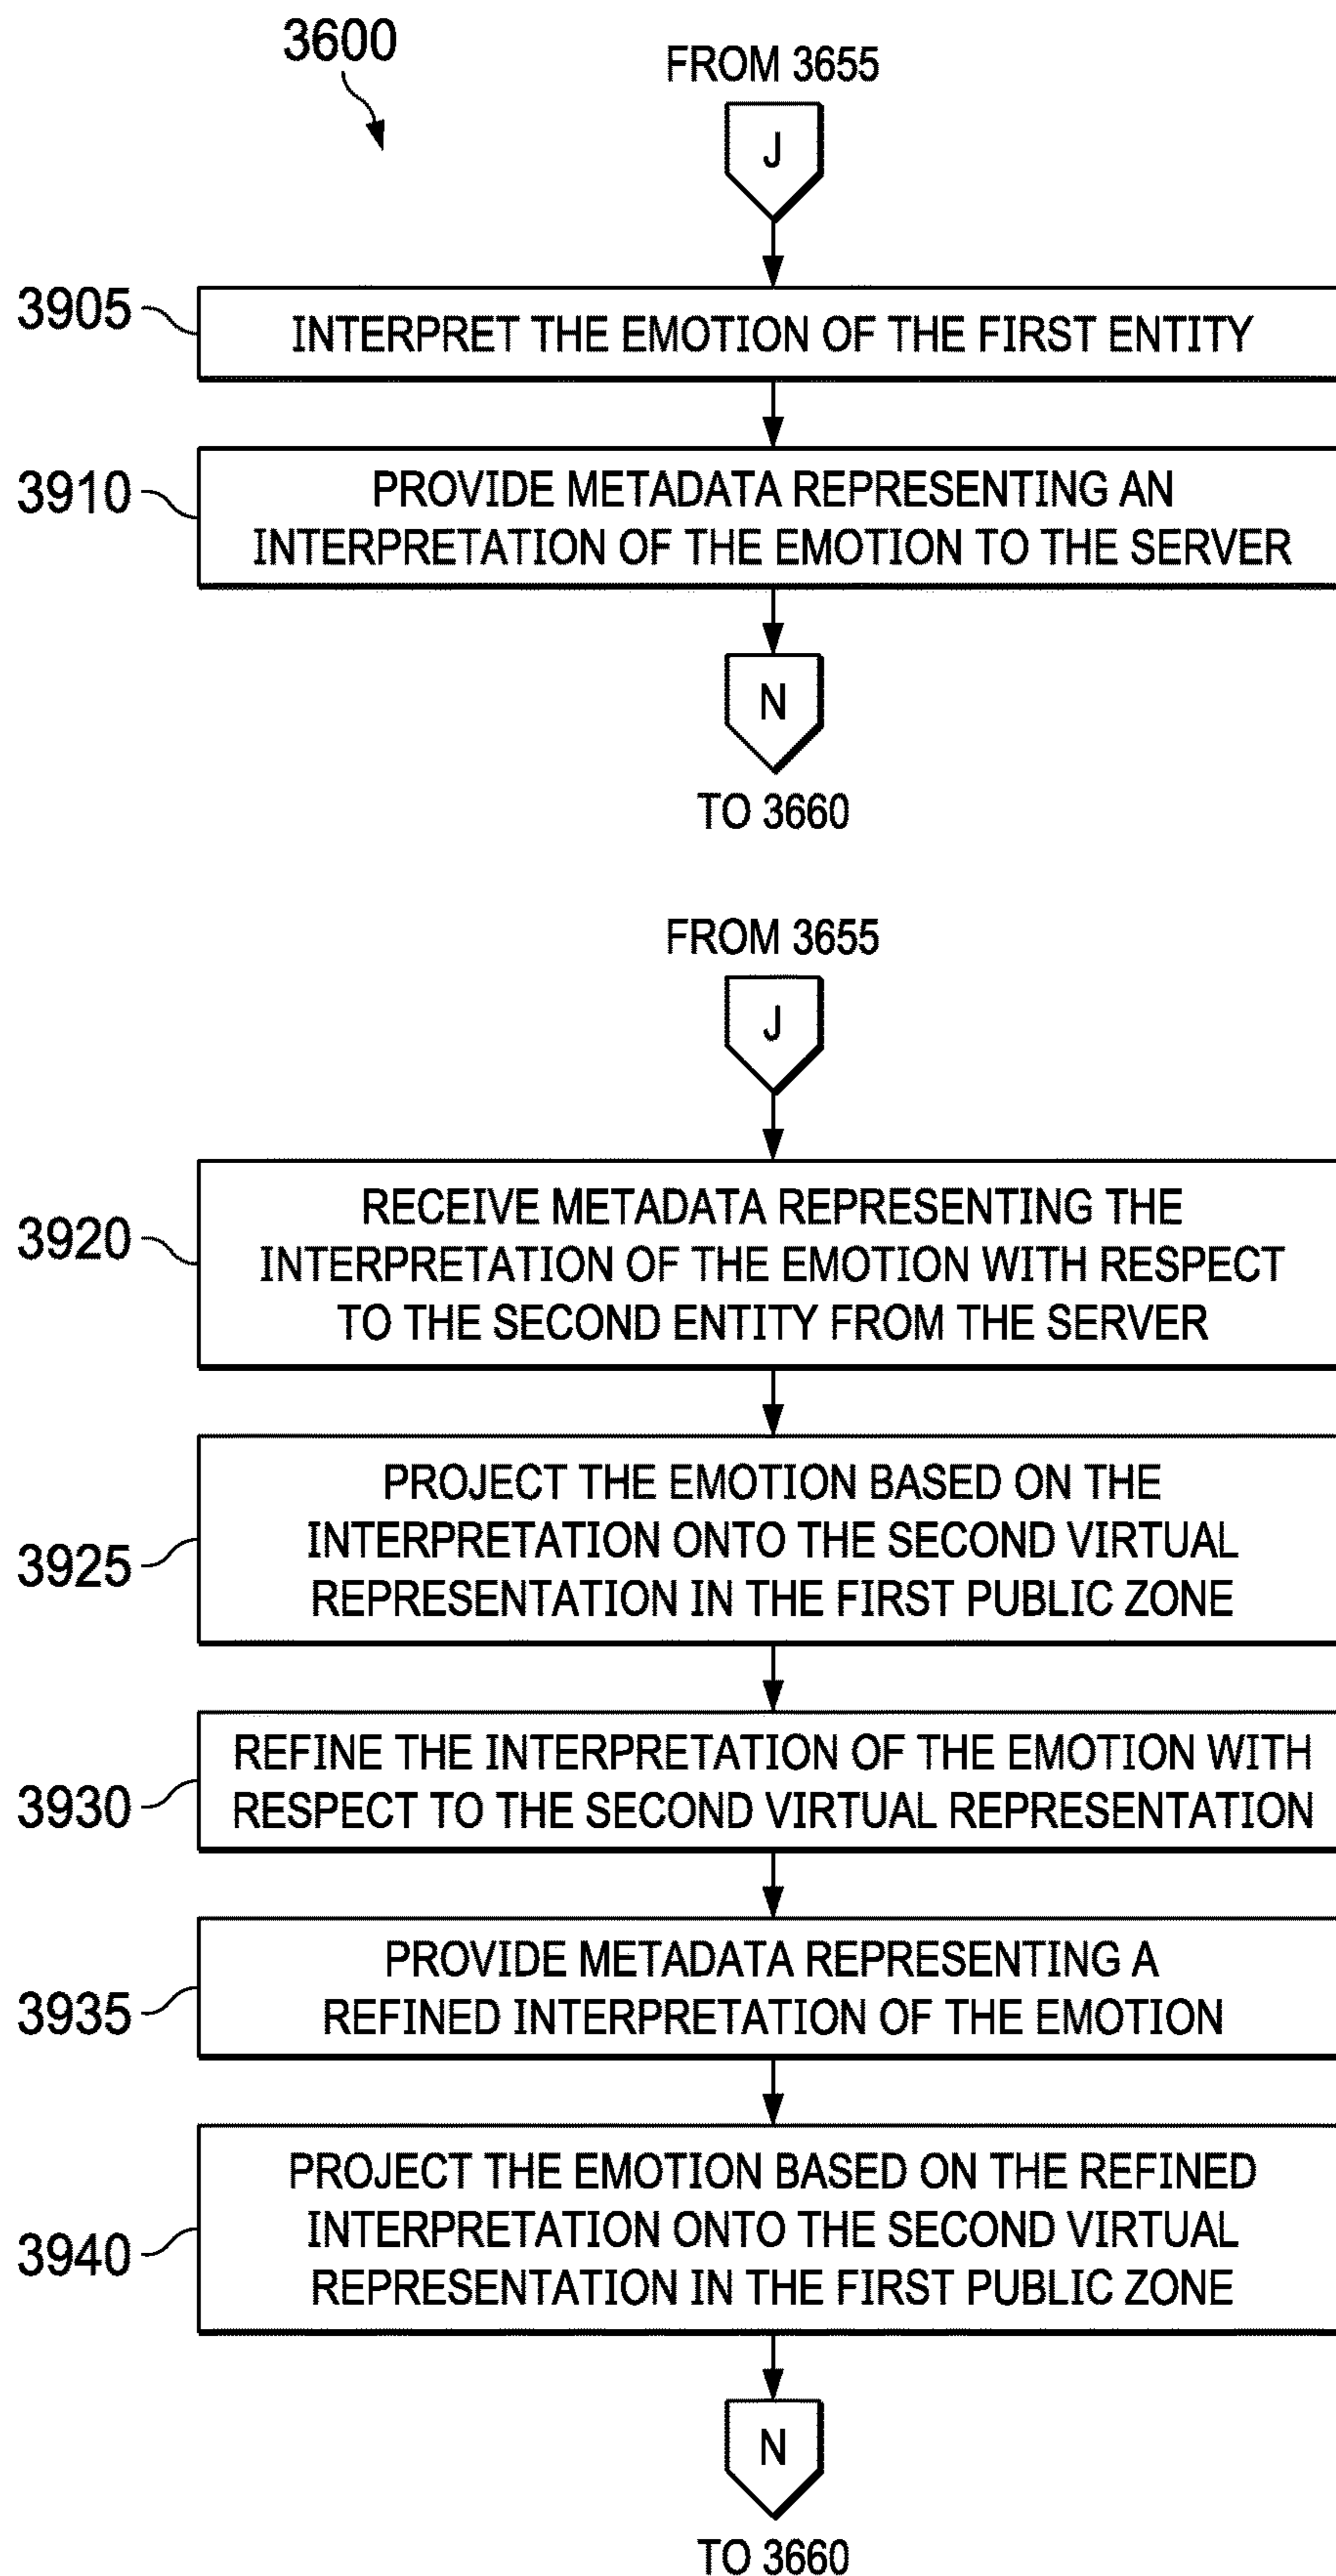 3600
FROM 3655
J
3905
INTERPRET THE EMOTION OF THE FIRST ENTITY
3910
PROVIDE METADATA REPRESENTING AN
INTERPRETATION OF THE EMOTION TO THE SERVER
N
TO 3660
FROM 3655
J
3920
RECEIVE METADATA REPRESENTING THE
INTERPRETATION OF THE EMOTION WITH RESPECT
TO THE SECOND ENTITY FROM THE SERVER
3925
PROJECT THE EMOTION BASED ON THE
INTERPRETATION ONTO THE SECOND VIRTUAL
REPRESENTATION IN THE FIRST PUBLIC ZONE
3930
REFINE THE INTERPRETATION OF THE EMOTION WITH
RESPECT TO THE SECOND VIRTUAL REPRESENTATION
3935
PROVIDE METADATA REPRESENTING A
REFINED INTERPRETATION OF THE EMOTION
3940
PROJECT THE EMOTION BASED ON THE REFINED
INTERPRETATION ONTO THE SECOND VIRTUAL
REPRESENTATION IN THE FIRST PUBLIC ZONE
N
TO 3660